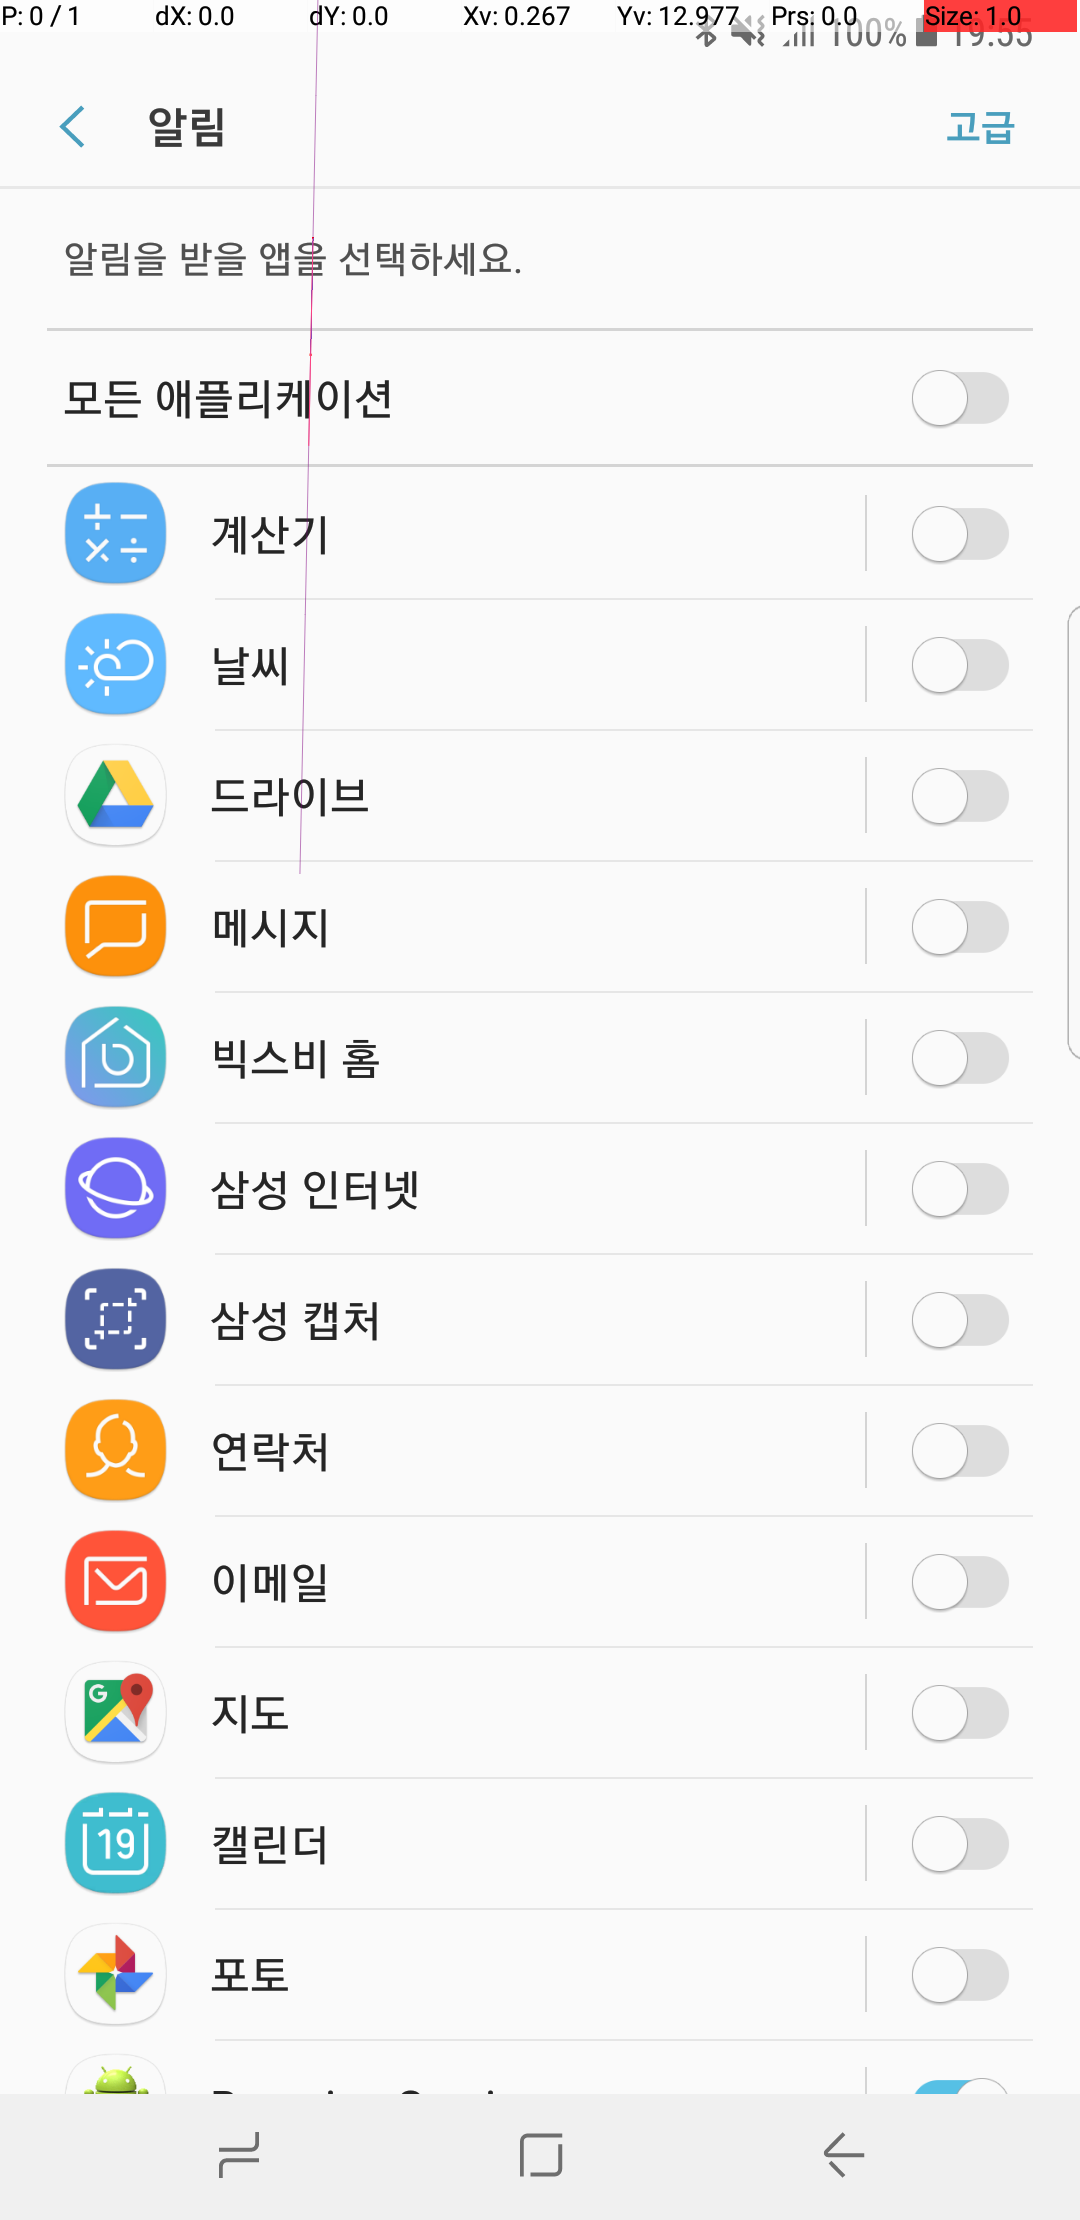 P: 0 / 1 dX: 0.0 dY: 0.0 Xv: 0.267 Yv: 12.977 Prs: 0.0 Size: 1.0
100% 19:55
알림 고급
알림을 받을 앱을 선택하세요.
모든 애플리케이션
계산기
날씨
드라이브
메시지
빅스비 홈
삼성 인터넷
삼성 캡처
연락처
이메일
G 지도
19 캘린더
포토